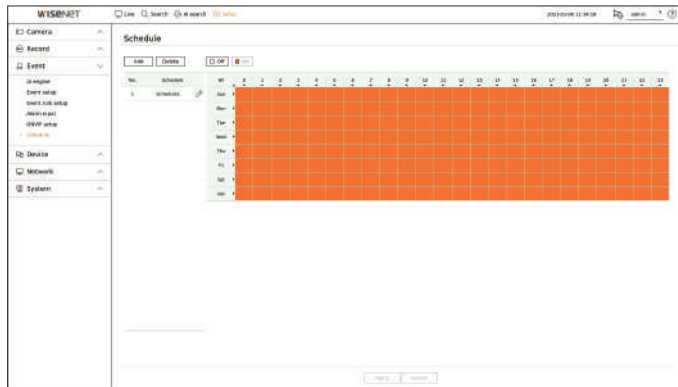 WISENET
Live Search AI search Setup
admin
Camera
Record
Event
AI engine
Event setup
Event rule setup
Alarm input
ONVIF setup
Schedule
Device
Network
System
Schedule
Add Delete Off On
No. Schedule All 0 1 2 3 4 5 6 7 8 9 10 11 12 13 14 15 16 17 18 19 20 21 22 23
1 Schedule1 Sun
Mon
Tue
Wed
Thu
Fri
Sat
Hol
Apply Revert